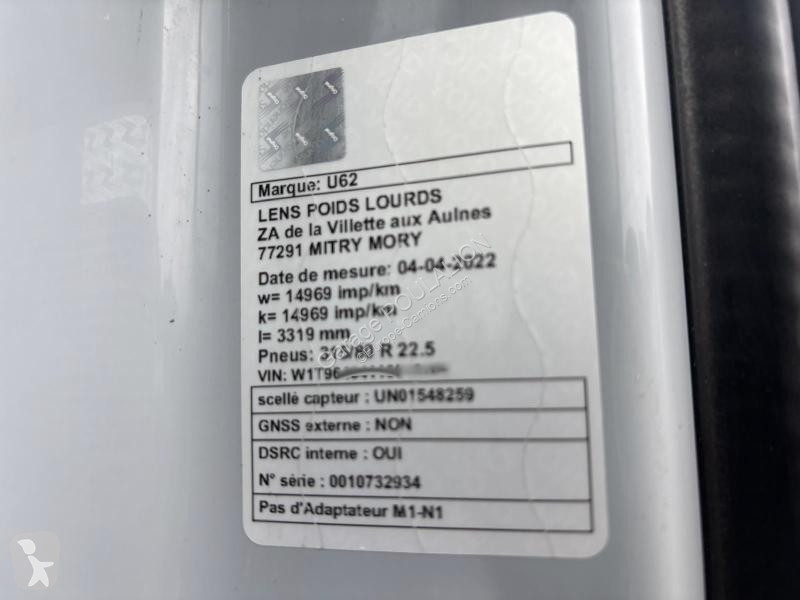 Marque: U62
LENS POIDS LOURDS
ZA de la Villette aux Aulnes
77291 MITRY MORY
Date de mesure: 04-04-2022
w= 14969 imp/km
k= 14969 imp/km
l= 3319 mm
Pneus: 315/80 R 22.5
VIN:
scellé capteur : UN01548259
GNSS externe : NON
DSRC interne : OUI
N° série : 0010732934
Pas d'Adaptateur M1-N1